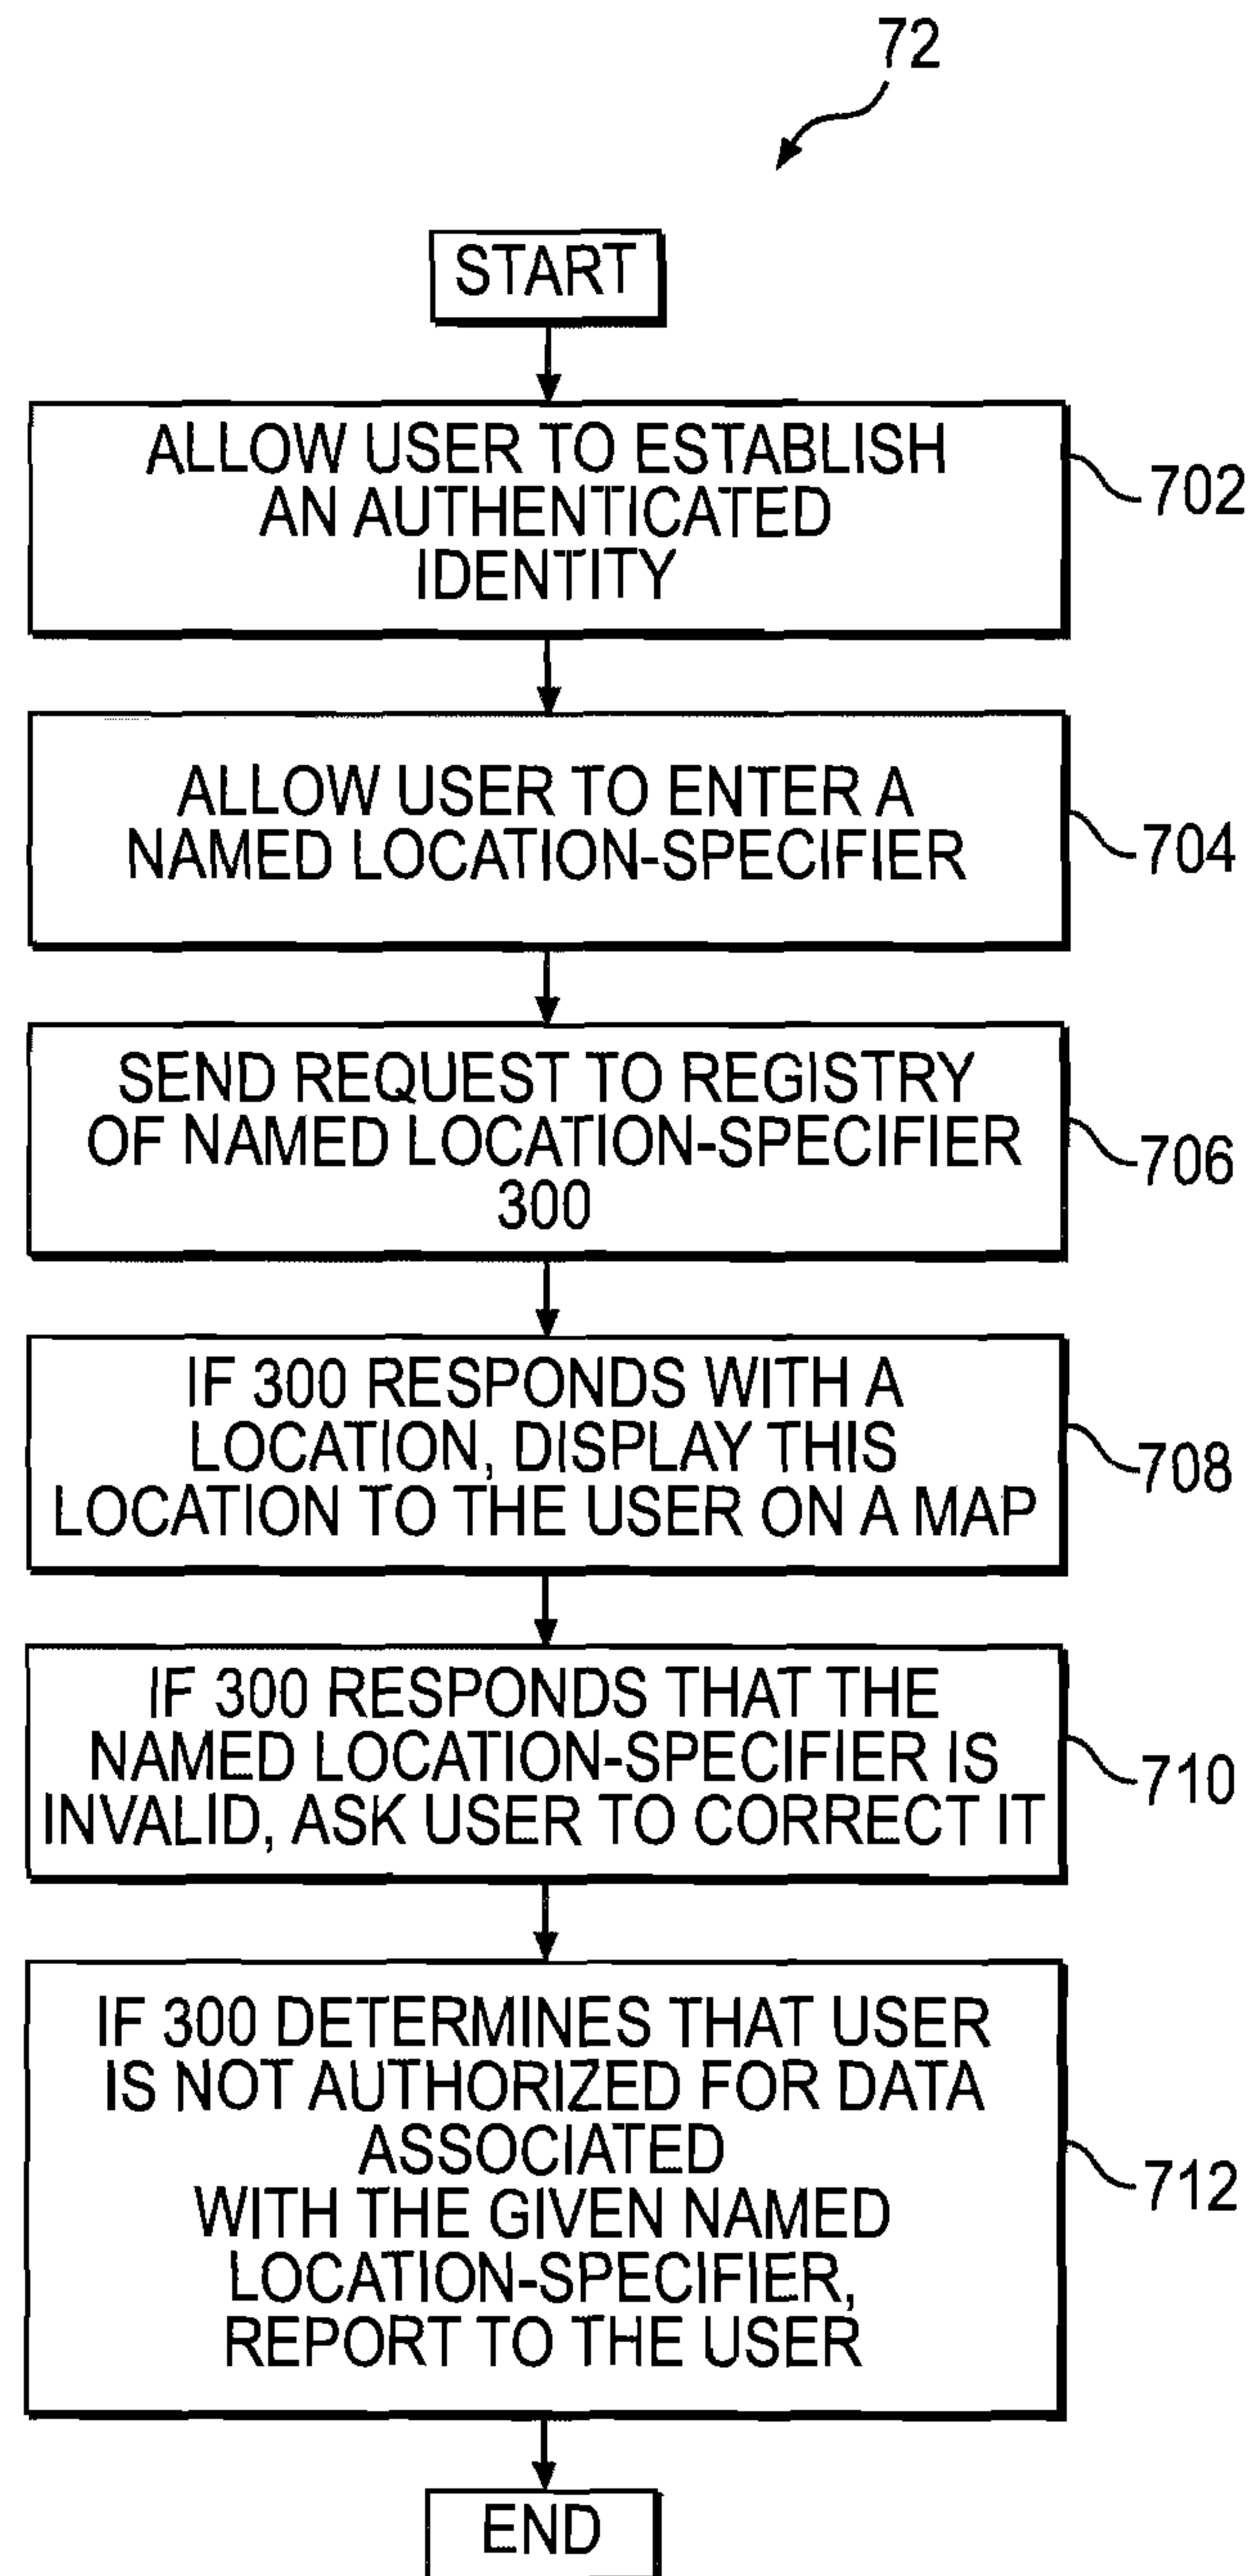 72
START
ALLOW USER TO ESTABLISH
AN AUTHENTICATED
IDENTITY
702
ALLOW USER TO ENTER A
NAMED LOCATION-SPECIFIER
704
SEND REQUEST TO REGISTRY
OF NAMED LOCATION-SPECIFIER
300
706
IF 300 RESPONDS WITH A
LOCATION, DISPLAY THIS
LOCATION TO THE USER ON A MAP
708
IF 300 RESPONDS THAT THE
NAMED LOCATION-SPECIFIER IS
INVALID, ASK USER TO CORRECT IT
710
IF 300 DETERMINES THAT USER
IS NOT AUTHORIZED FOR DATA
ASSOCIATED
WITH THE GIVEN NAMED
LOCATION-SPECIFIER,
REPORT TO THE USER
712
END